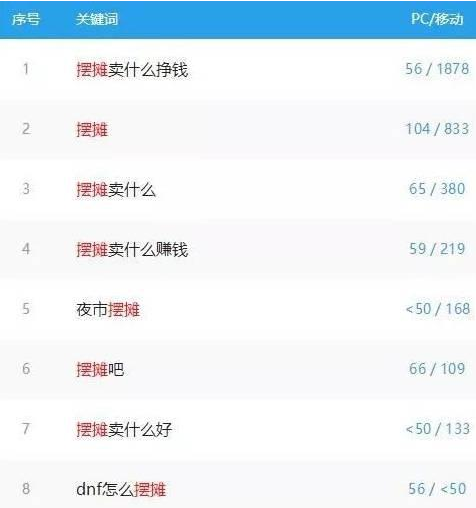 序号 关键词 PC/移动
1 摆摊卖什么挣钱 56 / 1878
2 摆摊 104 / 833
3 摆摊卖什么 65 / 380
4 摆摊卖什么赚钱 59 / 219
5 夜市摆摊 <50 / 168
6 摆摊吧 66 / 109
7 摆摊卖什么好 <50 / 133
8 dnf怎么摆摊 56 / <50